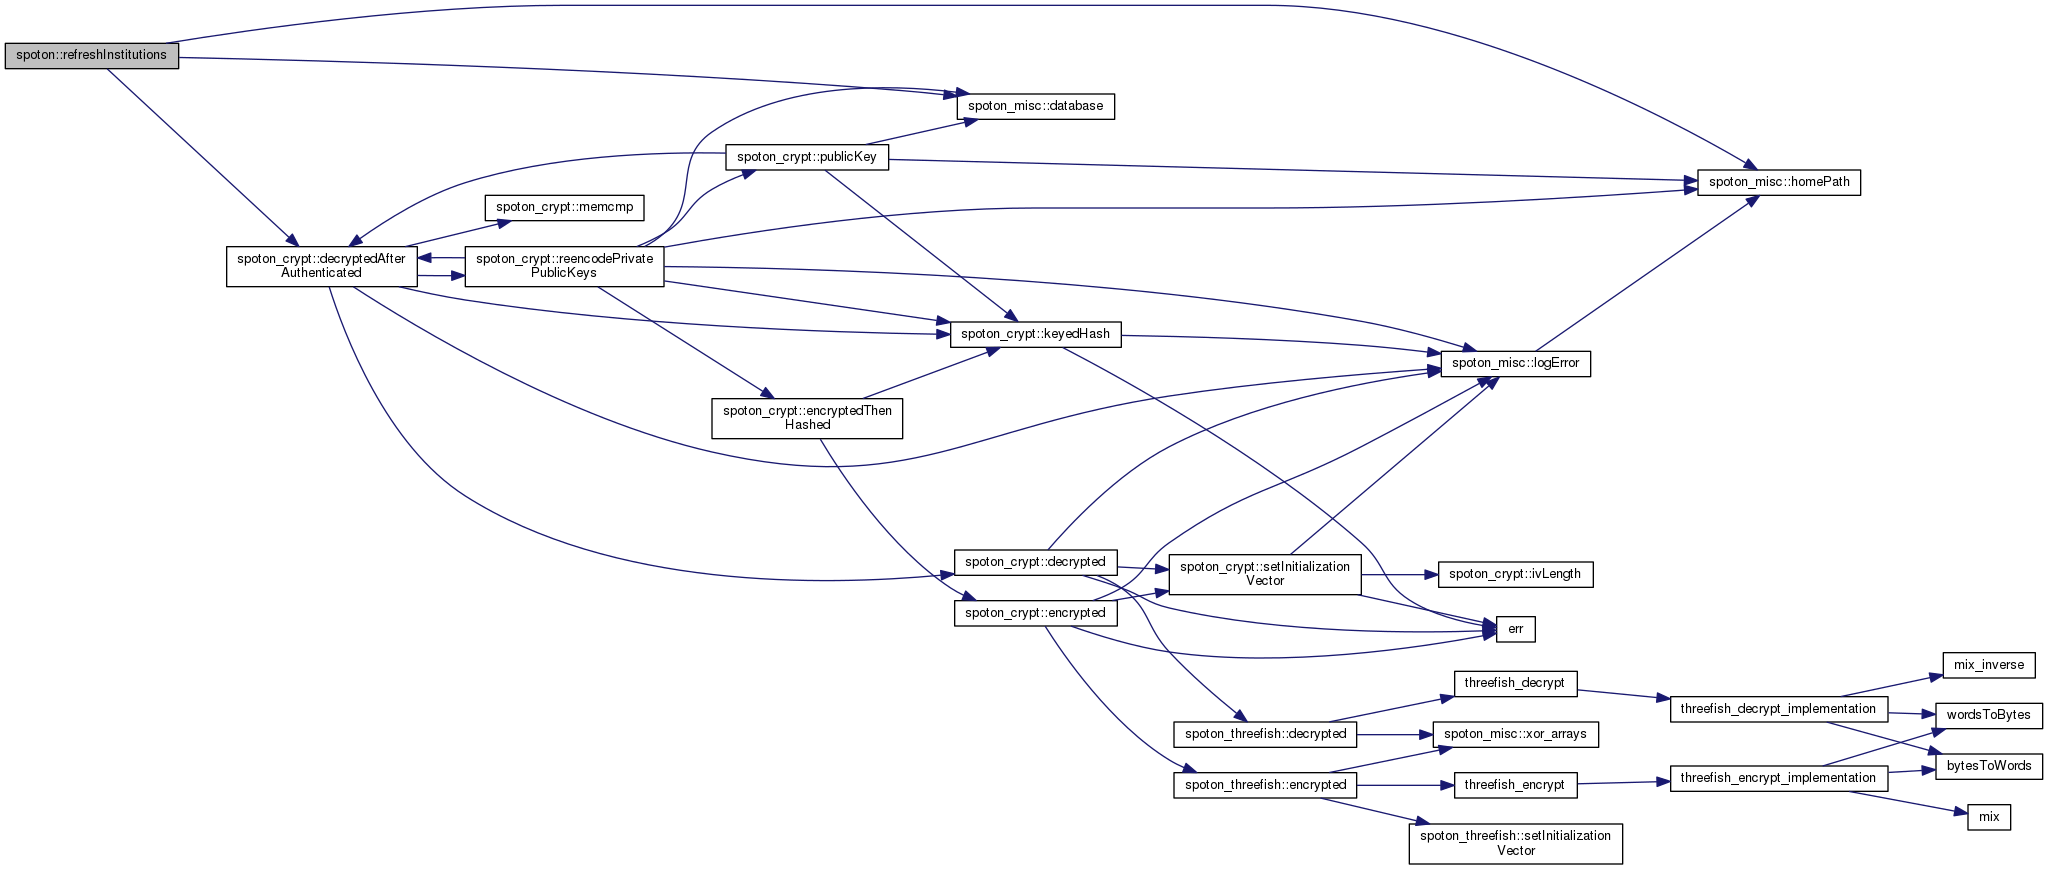 spoton::refreshInstitutions
spoton_misc::database
spoton_crypt::publicKey
spoton_misc::homePath
spoton_crypt::memcmp
spoton_crypt::decryptedAfter
Authenticated
spoton_crypt::reencodePrivate
PublicKeys
spoton_crypt::keyedHash
spoton_misc::logError
spoton_crypt::encryptedThen
Hashed
spoton_crypt::decrypted
spoton_crypt::setInitialization
Vector
spoton_crypt::ivLength
spoton_crypt::encrypted
err
mix_inverse
threefish_decrypt
threefish_decrypt_implementation
wordsToBytes
spoton_threefish::decrypted
spoton_misc::xor_arrays
bytesToWords
threefish_encrypt_implementation
spoton_threefish::encrypted
threefish_encrypt
mix
spoton_threefish::setInitialization
Vector